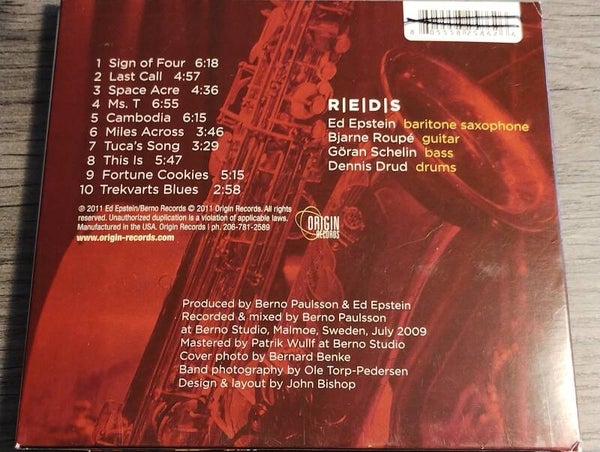 8 05558 25862 6
1 Sign of Four 6:18
2 Last Call 4:57
3 Space Acre 4:36
4 Ms. T 6:55
5 Cambodia 6:15
6 Miles Across 3:46
7 Tuca's Song 3:29
8 This Is 5:47
9 Fortune Cookies 5:15
10 Trekvarts Blues 2:58
℗ 2011 Ed Epstein/Berno Records © 2011 Origin Records. All rights
reserved. Unauthorized duplication is a violation of applicable laws.
Manufactured in the USA. Origin Records | ph. 206-781-2589
www.origin-records.com
R|E|D|S
Ed Epstein baritone saxophone
Bjarne Roupé guitar
Göran Schelin bass
Dennis Drud drums
ORIGIN
RECORDS
Produced by Berno Paulsson & Ed Epstein
Recorded & mixed by Berno Paulsson
at Berno Studio, Malmoe, Sweden, July 2009
Mastered by Patrik Wullf at Berno Studio
Cover photo by Bernard Benke
Band photography by Ole Torp-Pedersen
Design & layout by John Bishop